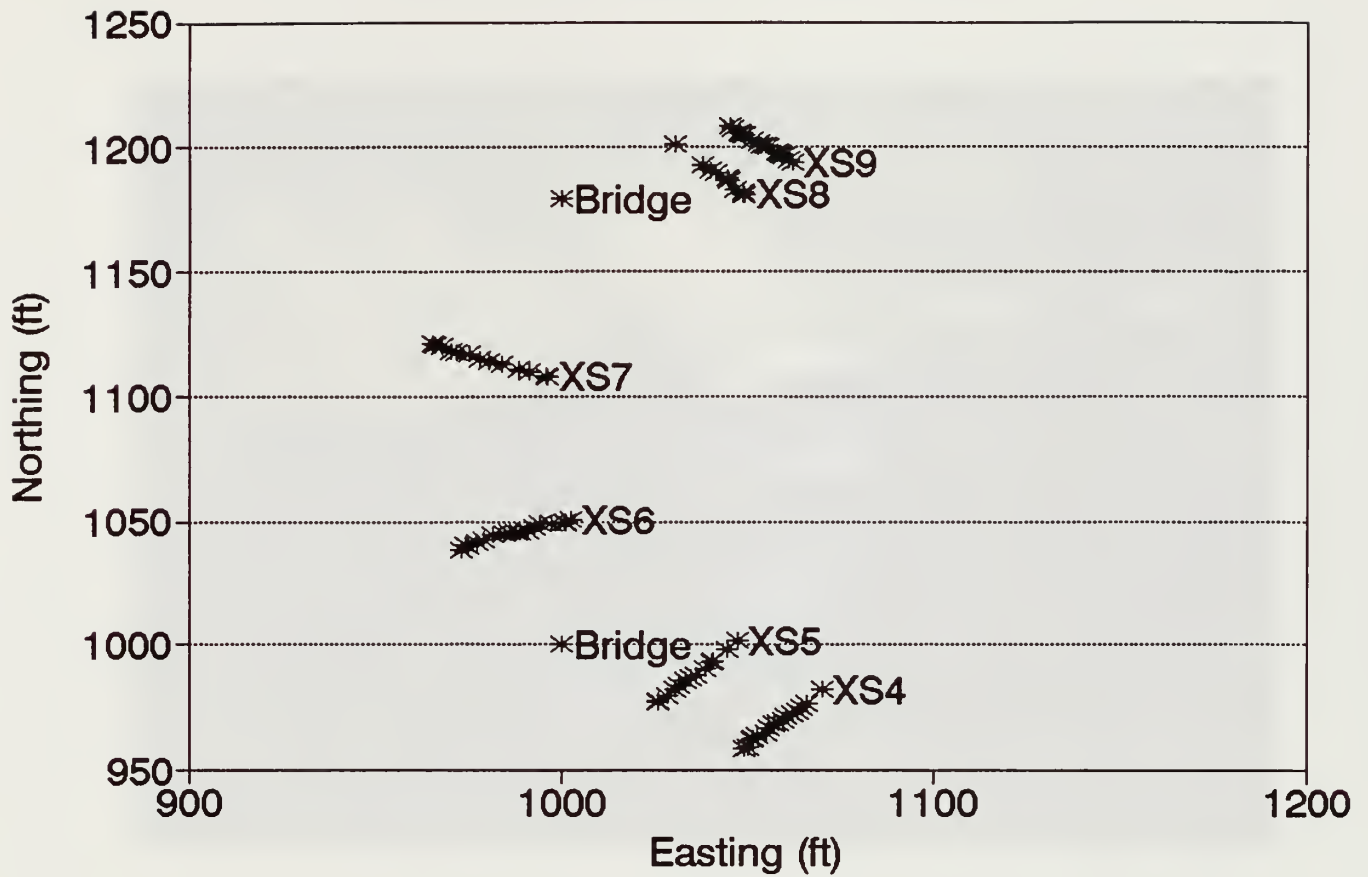 1250
1200
XS9
XS8
Bridge
1150
XS7
1100
1050
XS6
1000
Bridge
XS5
XS4
950
900
1000
1100
1200
Northing (ft)
Easting (ft)